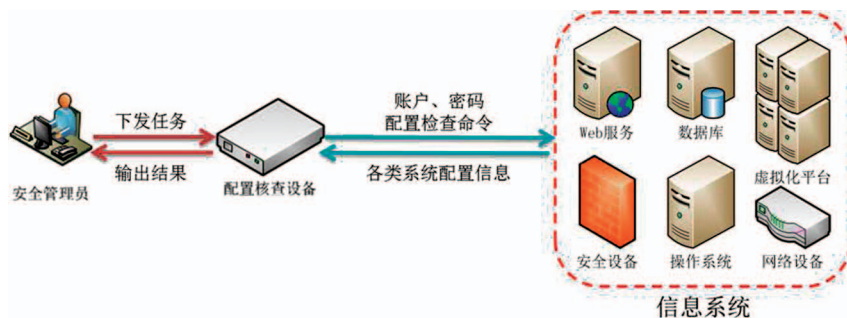 下发任务
输出结果
安全管理员
配置核查设备
账户、密码
配置检查命令
各类系统配置信息
Web服务
数据库
虚拟化平台
安全设备
操作系统
网络设备
信息系统